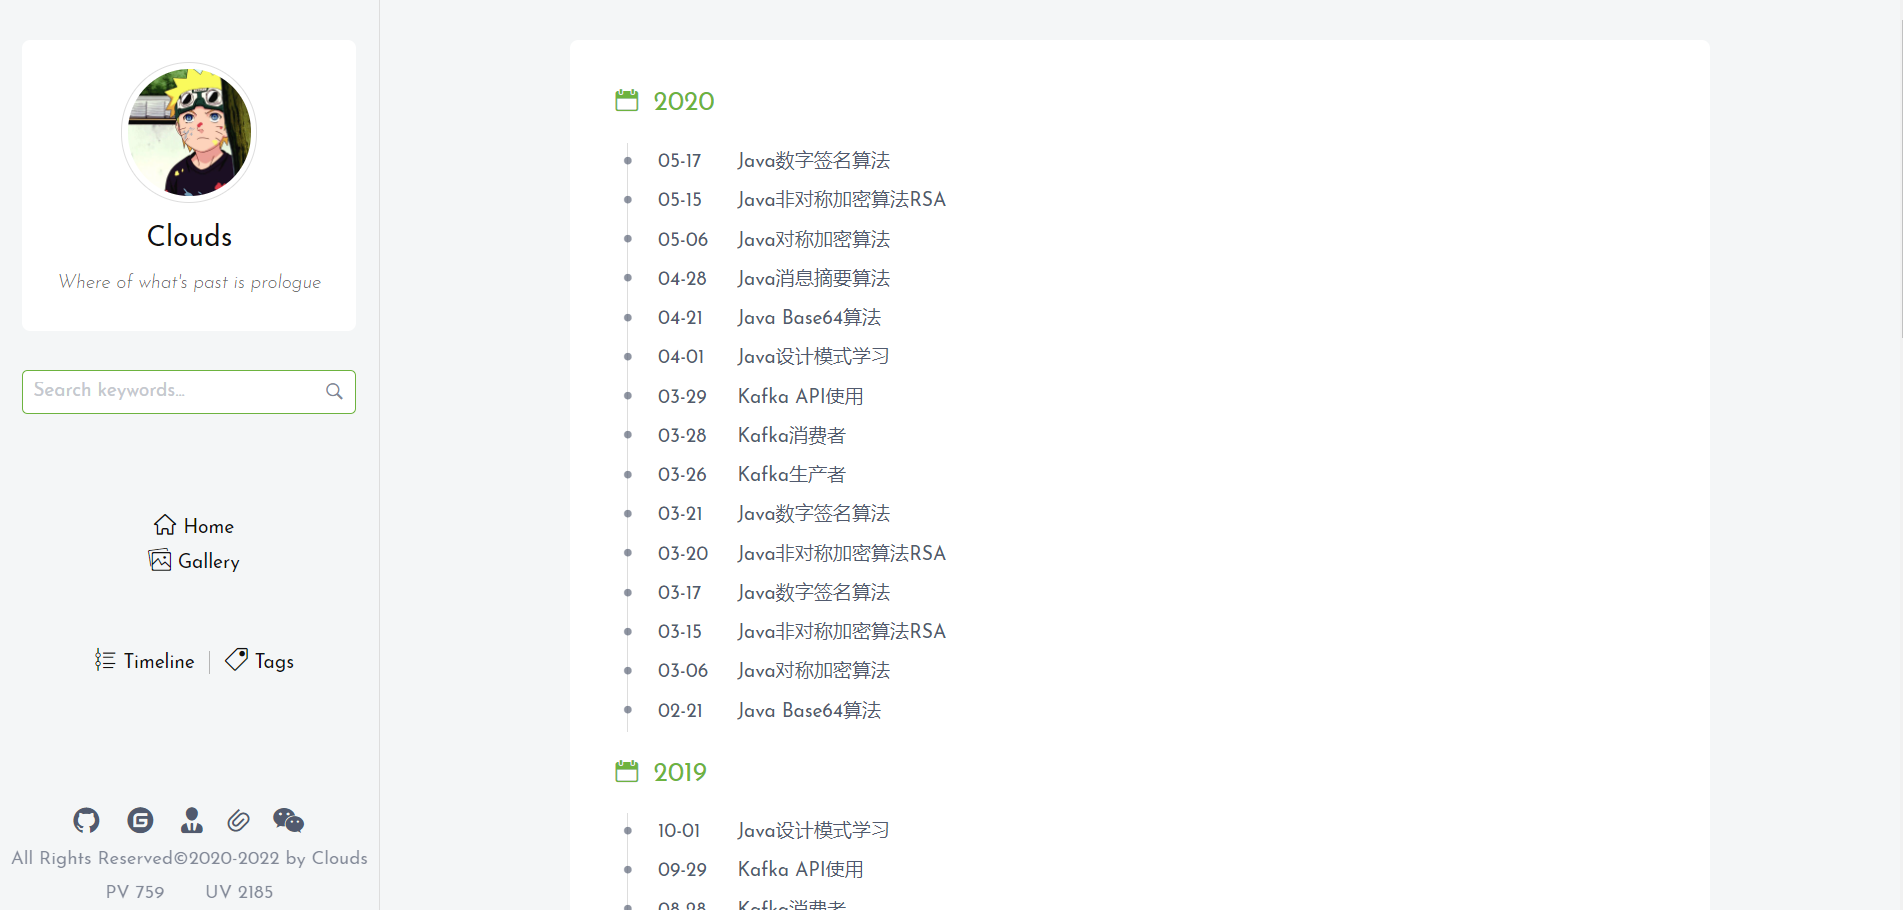 Clouds
Where of what's past is prologue
Search keywords...
Home
Gallery
Timeline
Tags
All Rights Reserved©2020-2022 by Clouds
PV 759 UV 2185
2020
05-17 Java数字签名算法
05-15 Java非对称加密算法RSA
05-06 Java对称加密算法
04-28 Java消息摘要算法
04-21 Java Base64算法
04-01 Java设计模式学习
03-29 Kafka API使用
03-28 Kafka消费者
03-26 Kafka生产者
03-21 Java数字签名算法
03-20 Java非对称加密算法RSA
03-17 Java数字签名算法
03-15 Java非对称加密算法RSA
03-06 Java对称加密算法
02-21 Java Base64算法
2019
10-01 Java设计模式学习
09-29 Kafka API使用
08-28 Kafka消费者